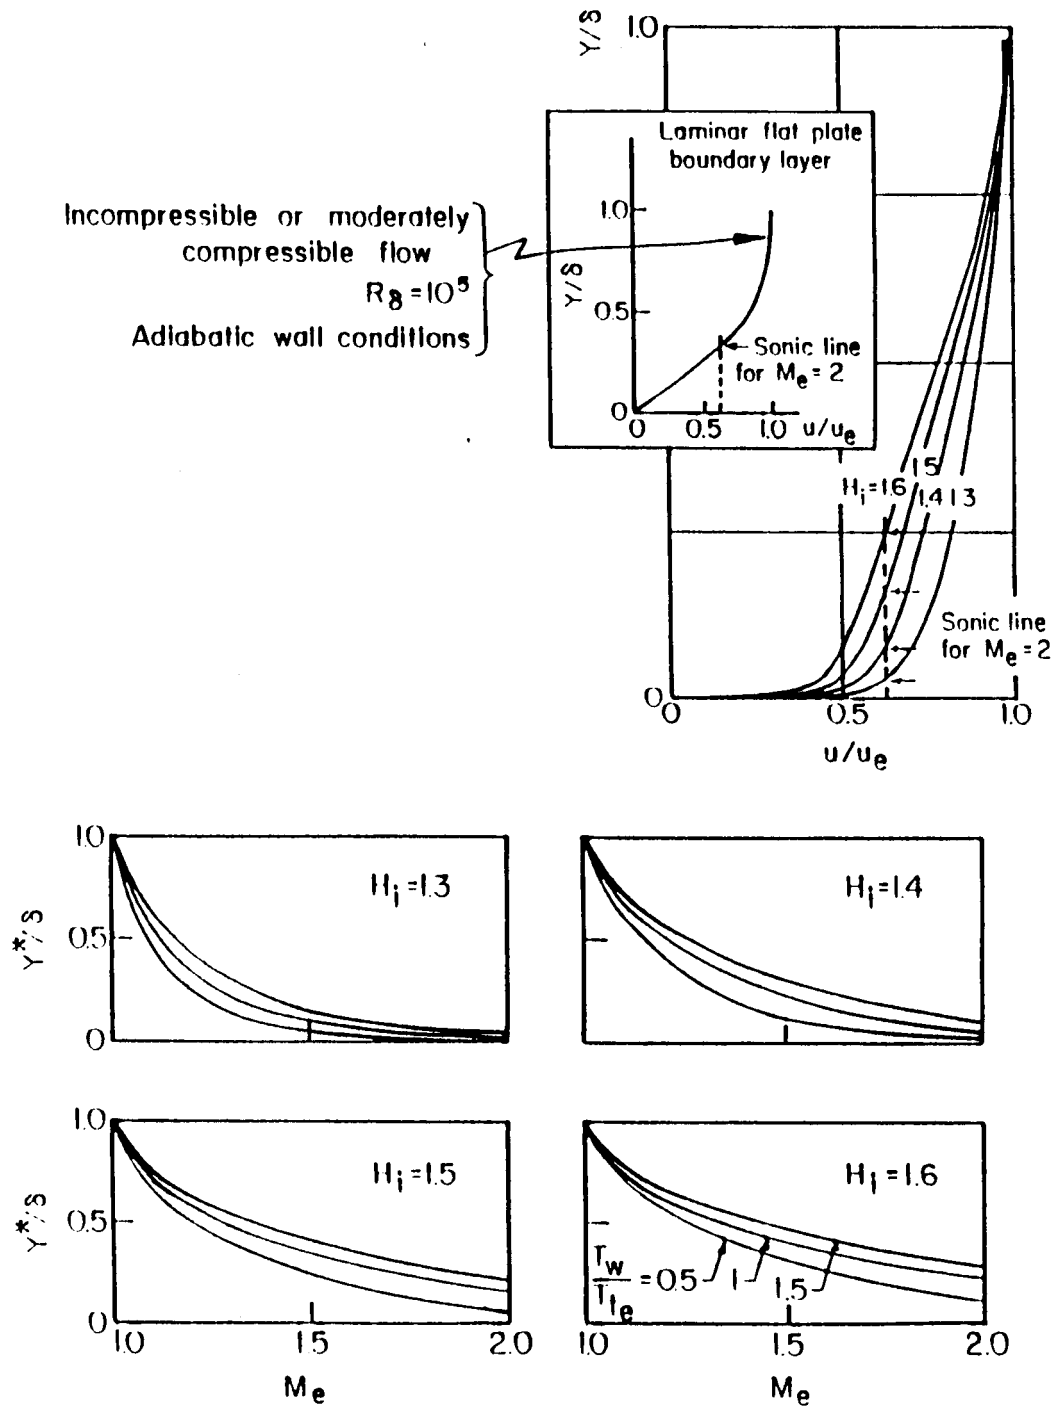 Y/δ
1.0
Laminar flat plate
boundary layer
Incompressible or moderately
compressible flow
Rδ = 10⁵
Adiabatic wall conditions
1.0
Y/δ
0.5
Sonic line
for Me = 2
0
0 0.5 1.0 u/ue
Hi = 1.6 1.5 1.4 1.3
Sonic line
for Me = 2
0
0 0.5 1.0
u/ue
1.0
Y*/δ 0.5
0
Hi = 1.3
Hi = 1.4
1.0
Y*/δ 0.5
0
Hi = 1.5
Hi = 1.6
Tw/Tte = 0.5 1 1.5
1.0 1.5 2.0
Me
1.0 1.5 2.0
Me